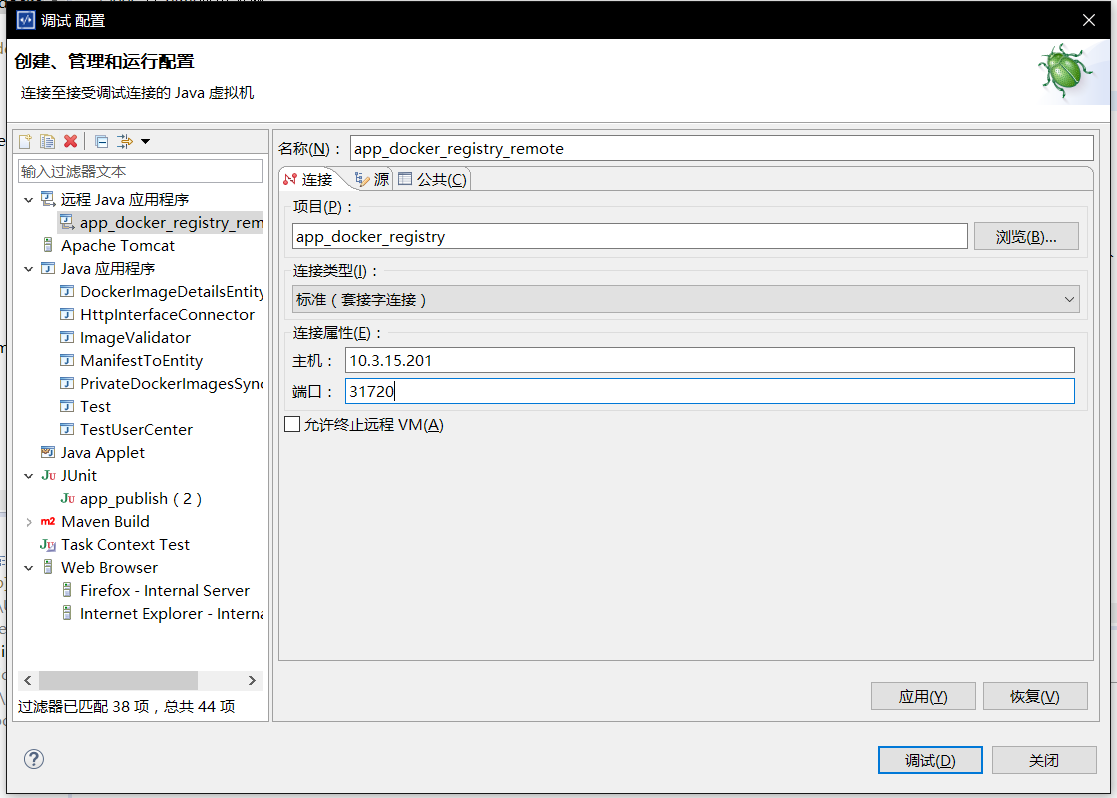 调试 配置
创建、管理和运行配置
连接至接受调试连接的 Java 虚拟机
输入过滤器文本
远程 Java 应用程序
app_docker_registry_rem
Apache Tomcat
Java 应用程序
DockerImageDetailsEntity
HttpInterfaceConnector
ImageValidator
ManifestToEntity
PrivateDockerImagesSync
Test
TestUserCenter
Java Applet
JUnit
app_publish（2）
Maven Build
Task Context Test
Web Browser
Firefox - Internal Server
Internet Explorer - Interna
过滤器已匹配 38 项，总共 44 项
名称(N)：
app_docker_registry_remote
连接 源 公共(C)
项目(P)：
app_docker_registry
浏览(B)...
连接类型(I)：
标准（套接字连接）
连接属性(E)：
主机： 10.3.15.201
端口： 31720
允许终止远程 VM(A)
应用(Y) 恢复(V)
调试(D) 关闭